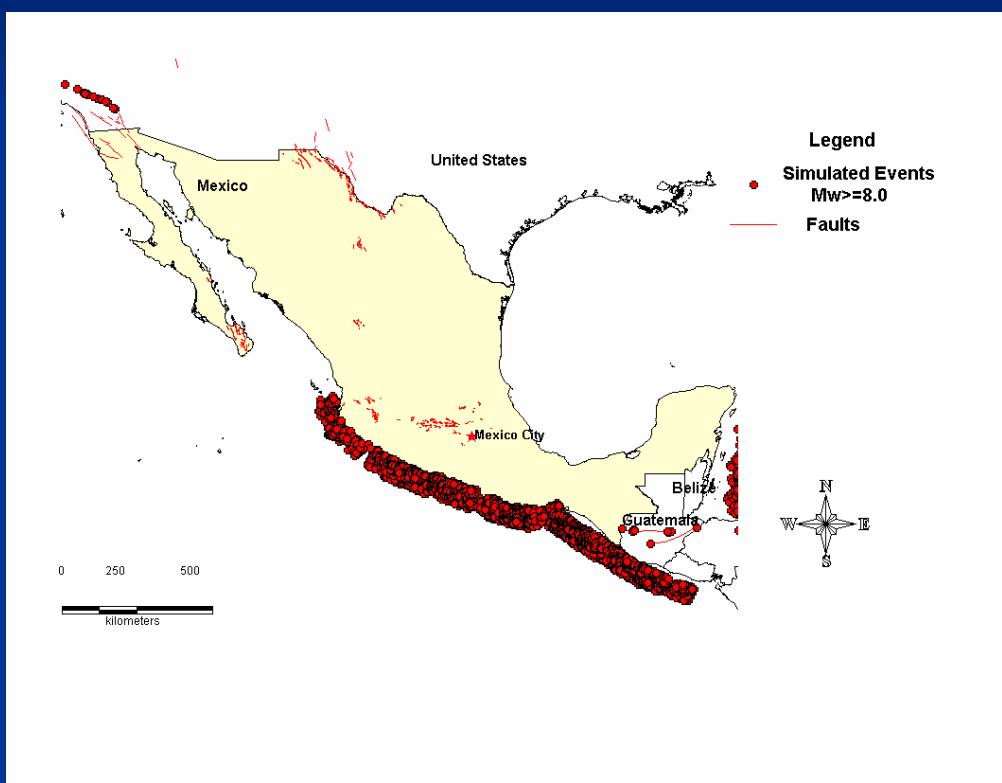 Legend
United States
Simulated Events
Mw>=8.0
Mexico
Faults
Mexico City
Belize
N
Guatemala
W
E
S
0 250 500
kilometers